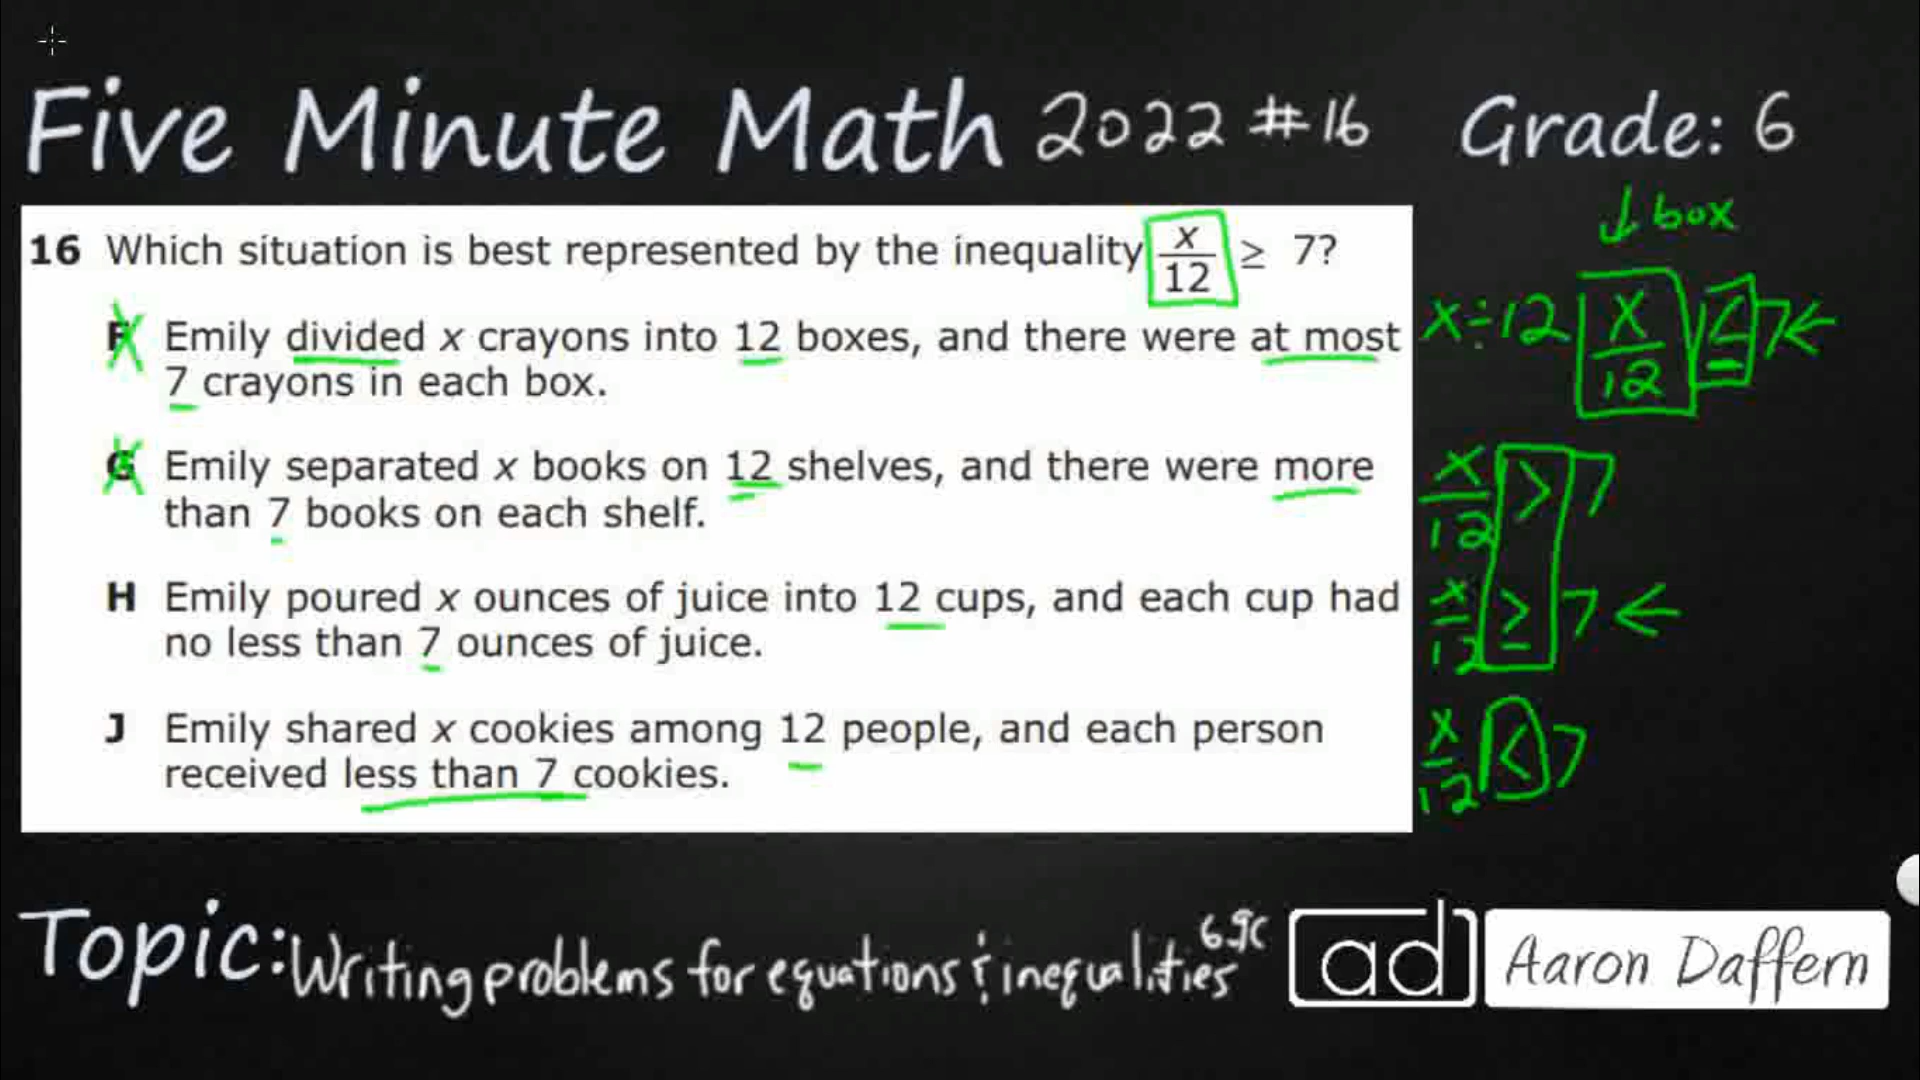 Five Minute Math 2022 #16 Grade: 6
↓ box
16 Which situation is best represented by the inequality x/12 ≥ 7?
F Emily divided x crayons into 12 boxes, and there were at most
7 crayons in each box.
x÷12 x/12 ≤ 7 ←
G Emily separated x books on 12 shelves, and there were more
than 7 books on each shelf.
x/12 > 7
H Emily poured x ounces of juice into 12 cups, and each cup had
no less than 7 ounces of juice.
x/12 ≥ 7 ←
J Emily shared x cookies among 12 people, and each person
received less than 7 cookies.
x/12 < 7
Topic: Writing problems for equations & inequalities 6.9C
ad Aaron Daffern